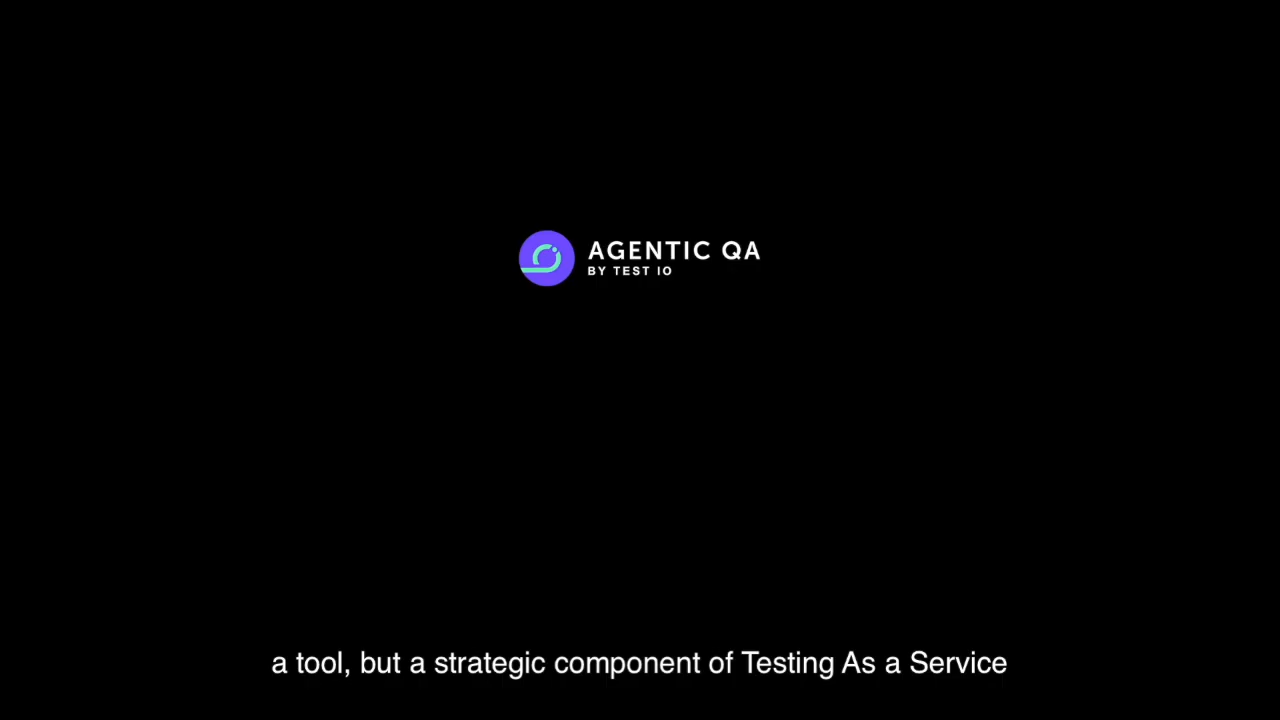 AGENTIC QA
BY TEST IO
a tool, but a strategic component of Testing As a Service